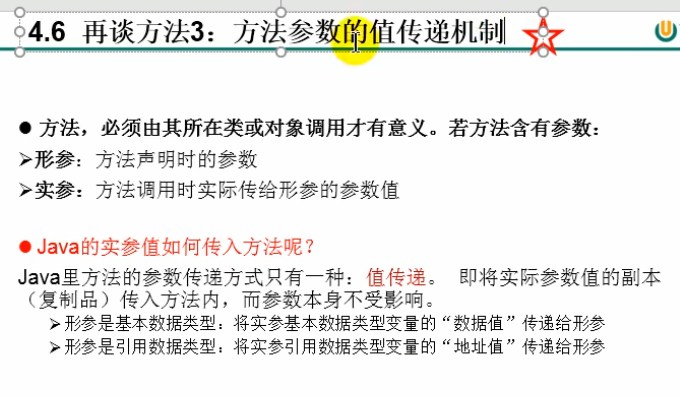 4.6 再谈方法3：方法参数的值传递机制
● 方法，必须由其所在类或对象调用才有意义。若方法含有参数：
➢形参：方法声明时的参数
➢实参：方法调用时实际传给形参的参数值
● Java的实参值如何传入方法呢？
Java里方法的参数传递方式只有一种：值传递。 即将实际参数值的副本
（复制品）传入方法内，而参数本身不受影响。
➢形参是基本数据类型：将实参基本数据类型变量的“数据值”传递给形参
➢形参是引用数据类型：将实参引用数据类型变量的“地址值”传递给形参